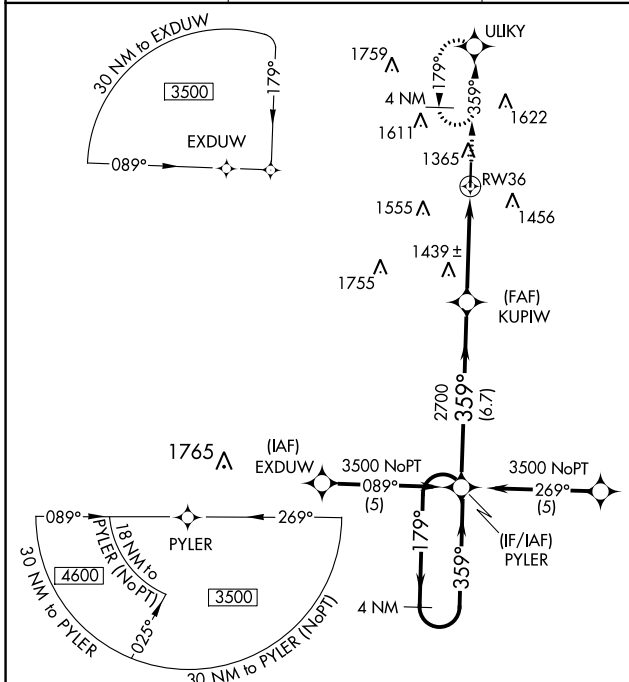 30 NM to EXDUW
3500
179°
EXDUW
089°
ULIKY
1759
179°
359°
4 NM
1611
1622
1365
RW36
1555
1456
1439 ±
1755
(FAF)
KUPIW
2700
359°
(6.7)
1765
(IAF)
EXDUW
3500 NoPT
089°
(5)
3500 NoPT
269°
(5)
(IF/IAF)
PYLER
179°
359°
4 NM
089°
269°
PYLER
18 NM to
PYLER (NoPT)
4600
3500
025°
30 NM to PYLER
30 NM to PYLER (NoPT)